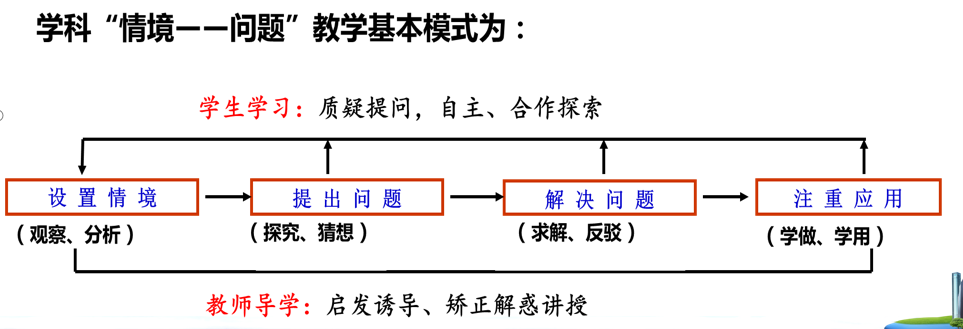 学科“情境——问题”教学基本模式为：
学生学习：质疑提问，自主、合作探索
设置情境
提出问题
解决问题
注重应用
（观察、分析）
（探究、猜想）
（求解、反驳）
（学做、学用）
教师导学：启发诱导、矫正解惑讲授